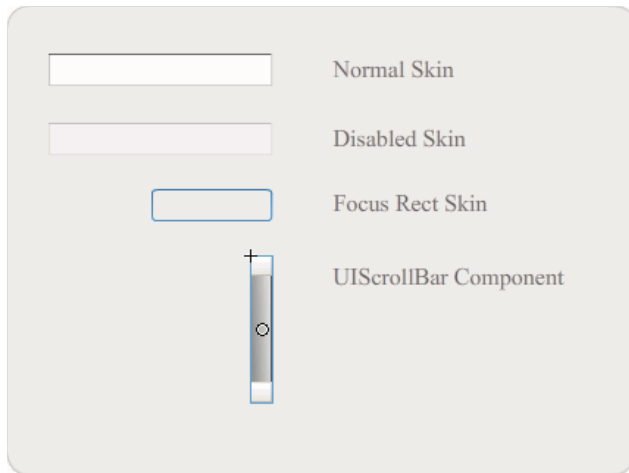 Normal Skin
Disabled Skin
Focus Rect Skin
UIScrollBar Component